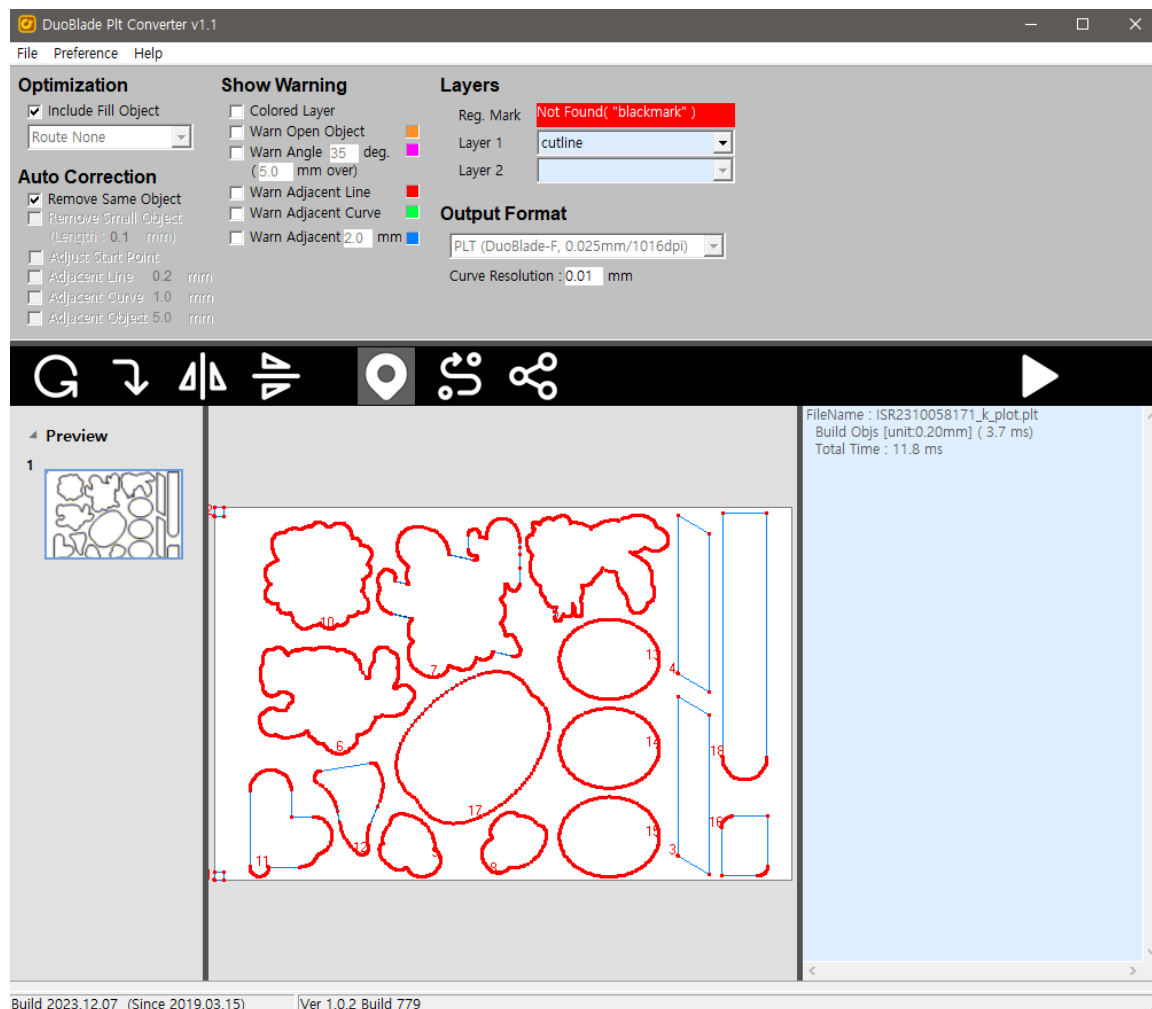 DuoBlade Plt Converter v1.1
File Preference Help
Optimization
Include Fill Object
Route None
Auto Correction
Remove Same Object
Remove Small Object
(Length : 0.1 mm)
Adjust Start Point
Adjacent Line 0.2 mm
Adjacent Curve 1.0 mm
Adjacent Object 5.0 mm
Show Warning
Colored Layer
Warn Open Object
Warn Angle 35 deg.
( 5.0 mm over)
Warn Adjacent Line
Warn Adjacent Curve
Warn Adjacent 2.0 mm
Layers
Reg. Mark Not Found( "blackmark" )
Layer 1 cutline
Layer 2
Output Format
PLT (DuoBlade-F, 0.025mm/1016dpi)
Curve Resolution : 0.01 mm
Preview
1
2
10
7
13
4
6
14
18
17
16
15
11
12
8
3
FileName : ISR2310058171_k_plot.plt
Build Objs [unit:0.20mm] ( 3.7 ms)
Total Time : 11.8 ms
Build 2023.12.07 (Since 2019.03.15)
Ver 1.0.2 Build 779